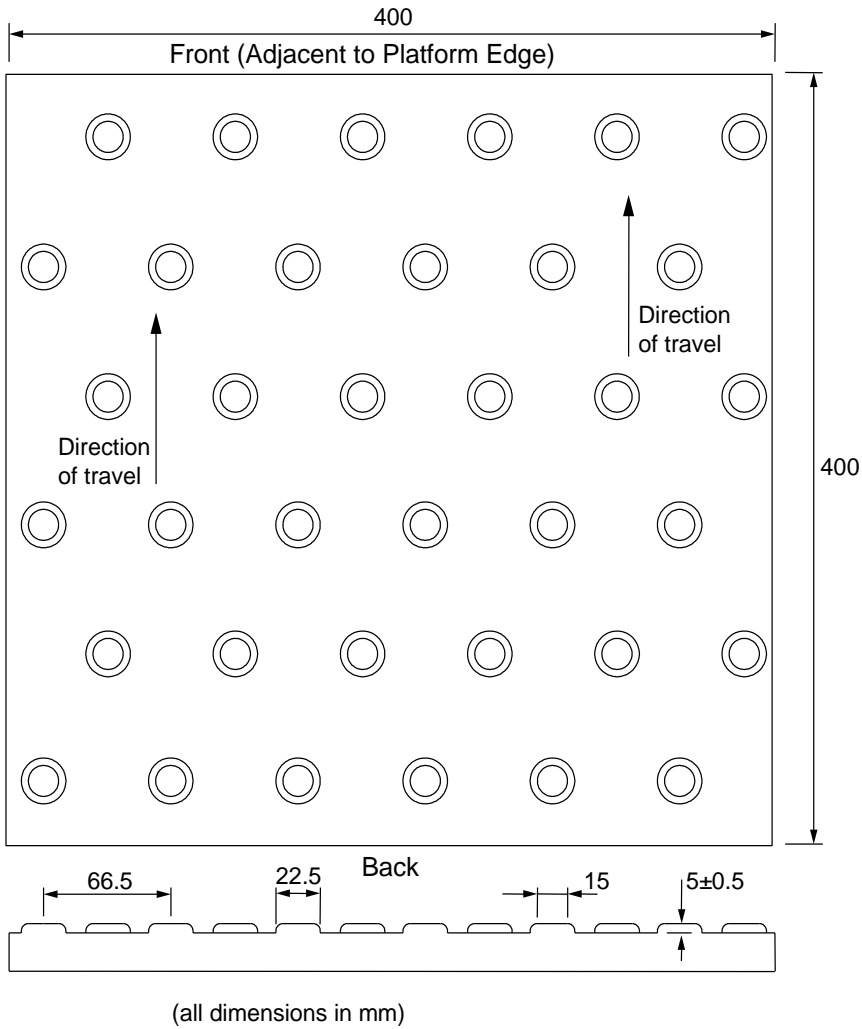 400
Front (Adjacent to Platform Edge)
Direction
of travel
Direction
of travel
400
Back
66.5
22.5
15
5±0.5
(all dimensions in mm)